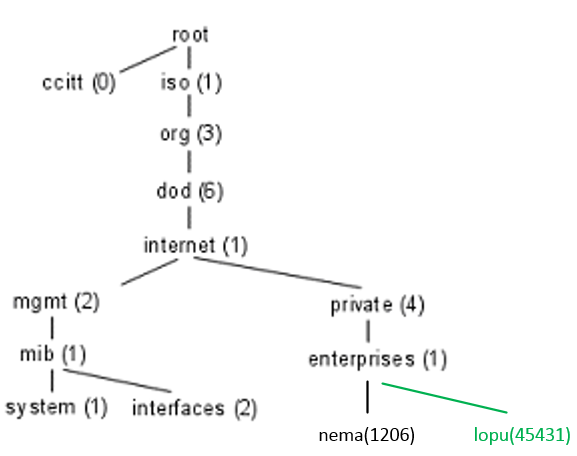 root
ccitt (0) iso (1)
org (3)
dod (6)
internet (1)
mgmt (2) private (4)
mib (1) enterprises (1)
system (1) interfaces (2)
nema(1206) lopu(45431)